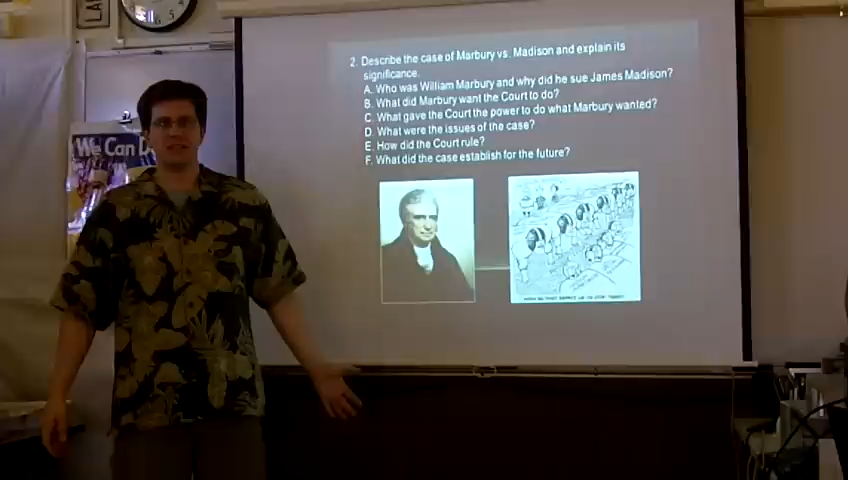 LA
We Can D
2. Describe the case of Marbury vs. Madison and explain its
significance.
A. Who was William Marbury and why did he sue James Madison?
B. What did Marbury want the Court to do?
C. What gave the Court the power to do what Marbury wanted?
D. What were the issues of the case?
E. How did the Court rule?
F. What did the case establish for the future?